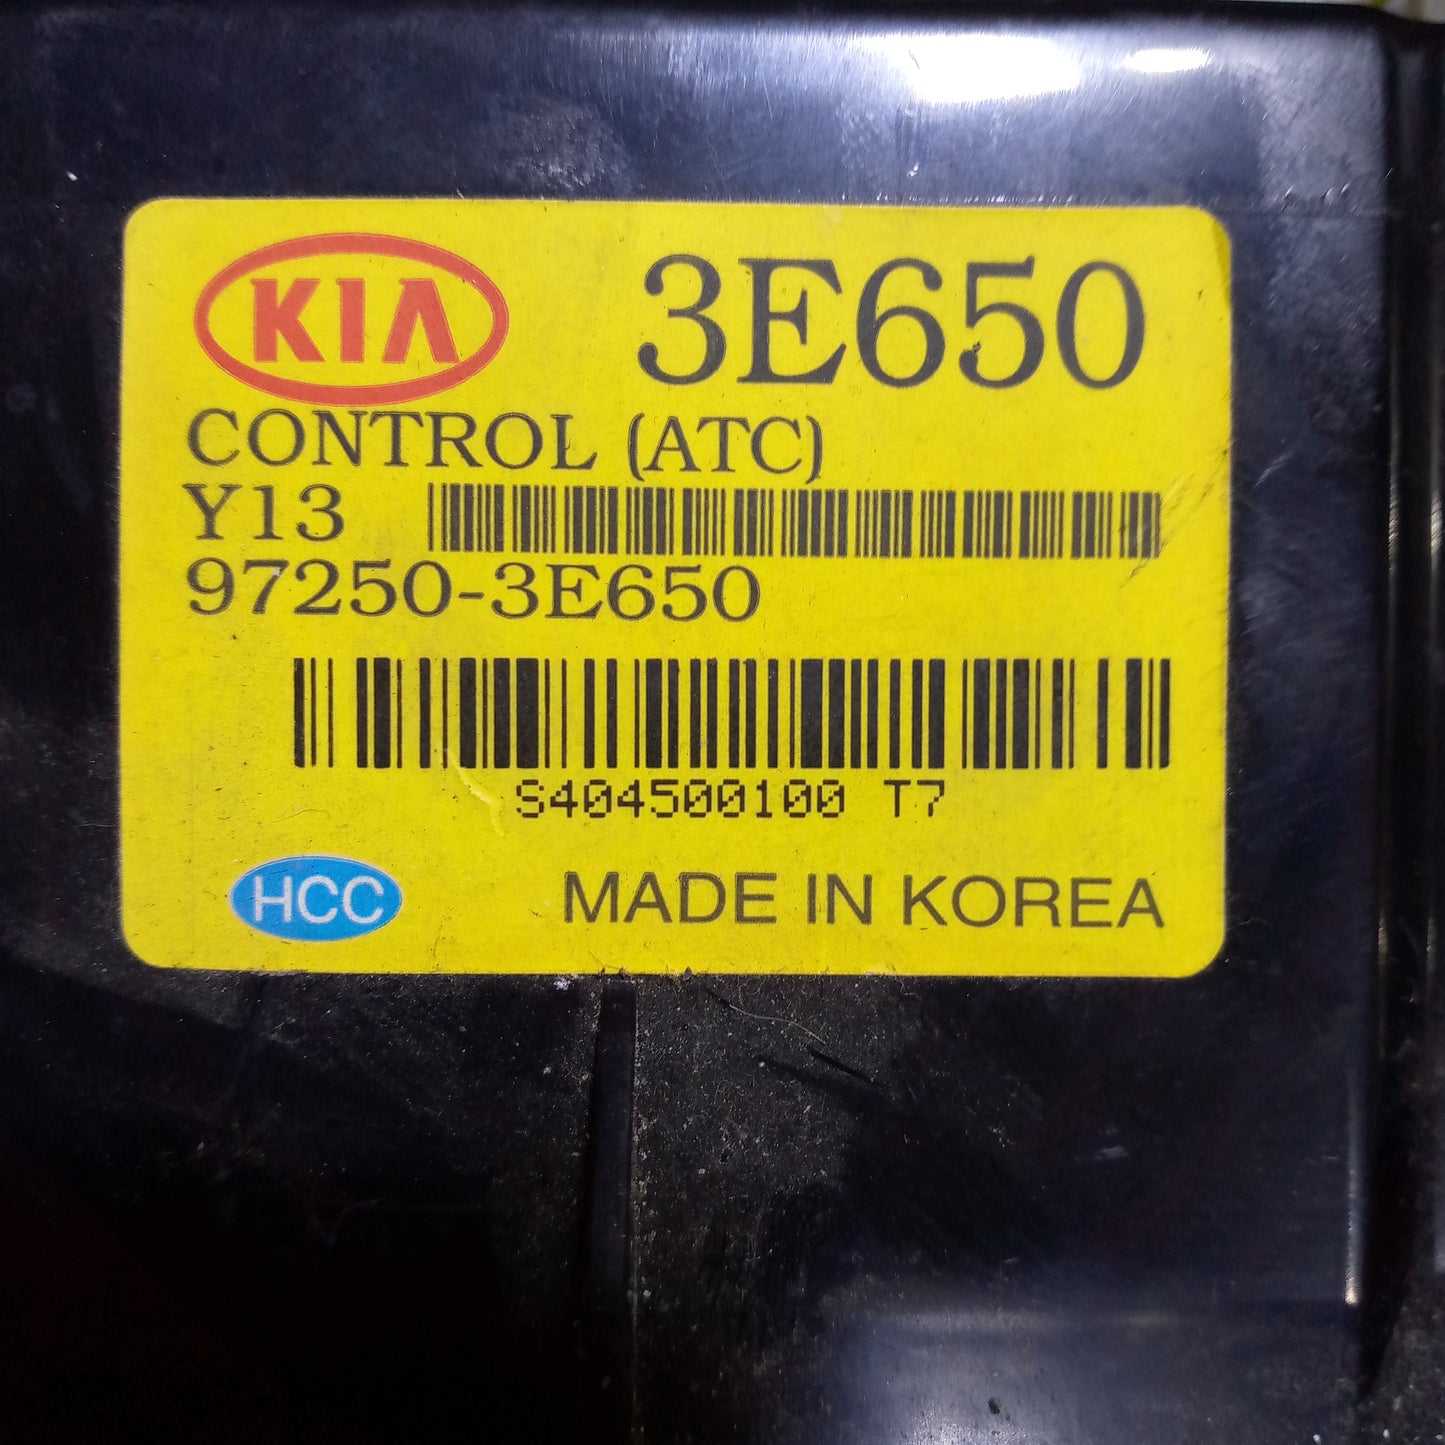 KIA 3E650
CONTROL (ATC)
Y13
97250-3E650
S404500100 T7
HCC MADE IN KOREA